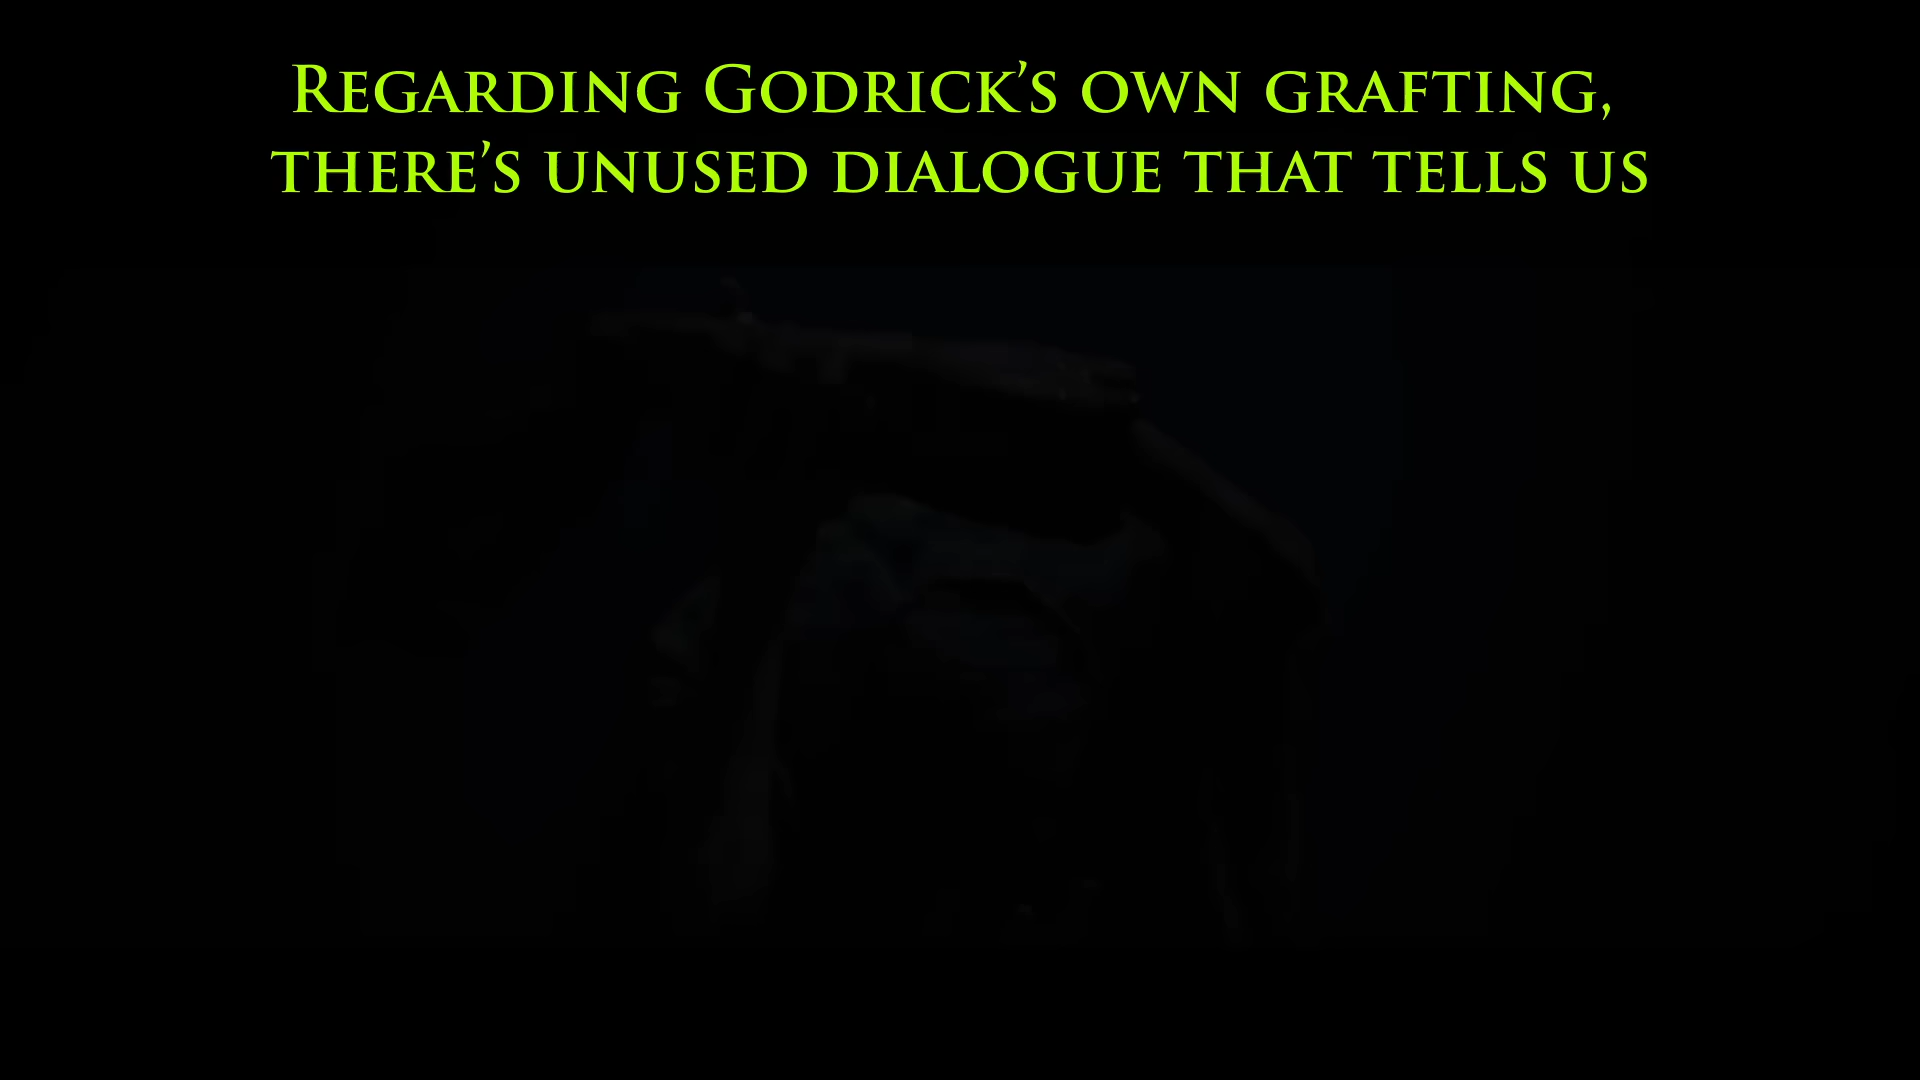 Regarding Godrick’s own grafting,
there’s unused dialogue that tells us